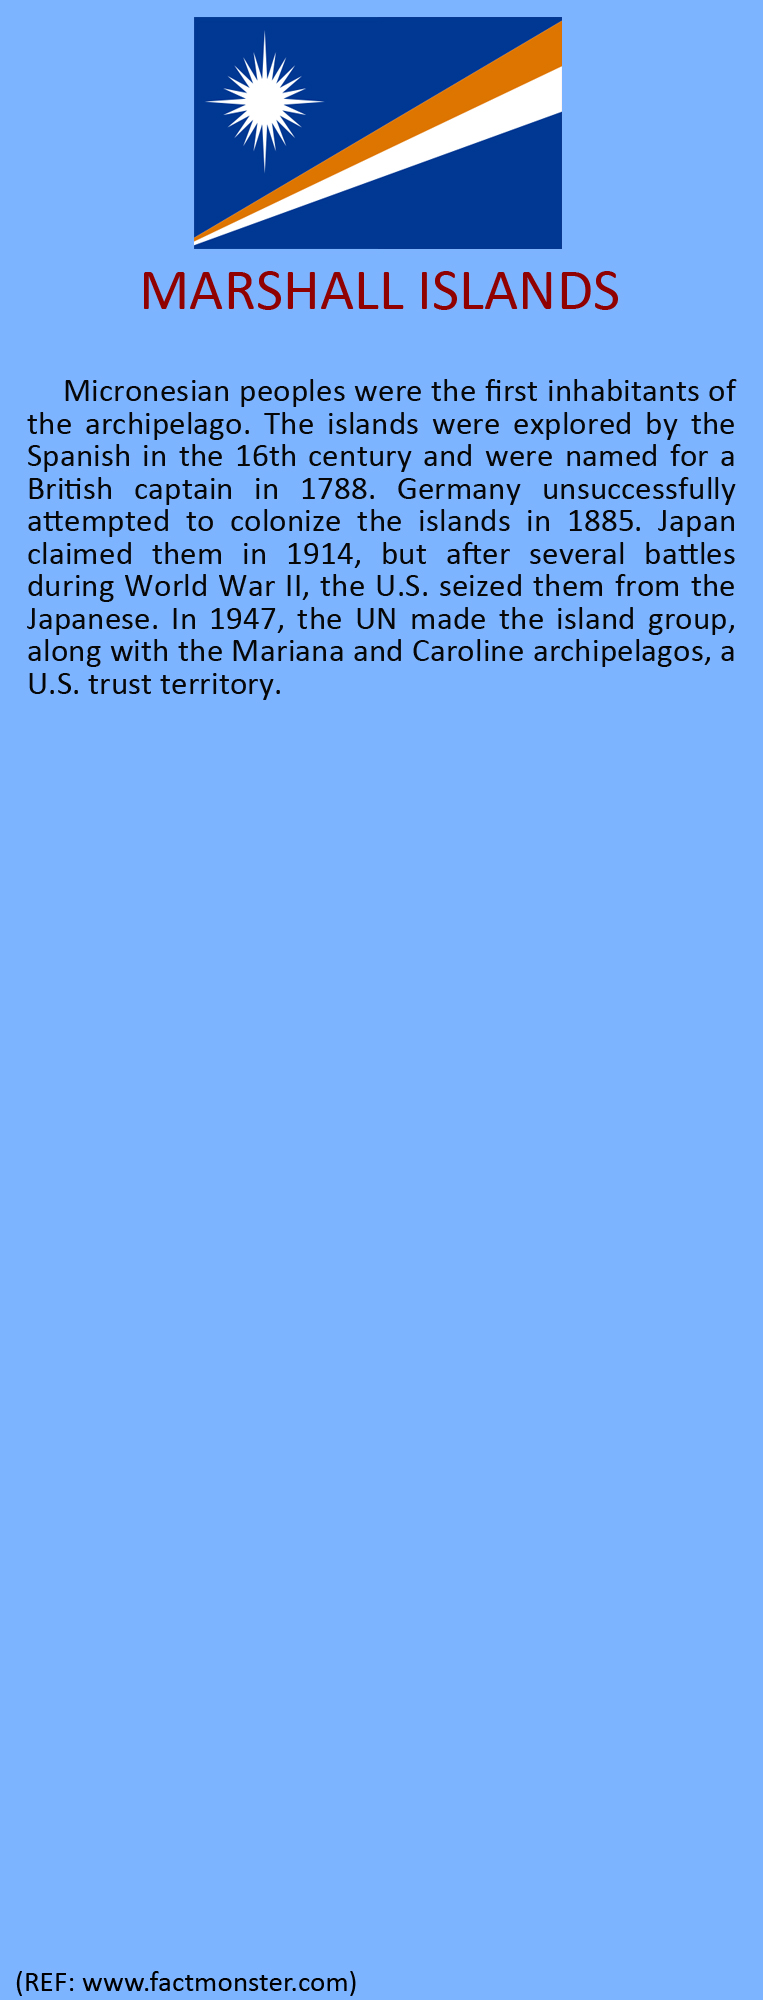 MARSHALL ISLANDS
Micronesian peoples were the first inhabitants of
the archipelago. The islands were explored by the
Spanish in the 16th century and were named for a
British captain in 1788. Germany unsuccessfully
attempted to colonize the islands in 1885. Japan
claimed them in 1914, but after several battles
during World War II, the U.S. seized them from the
Japanese. In 1947, the UN made the island group,
along with the Mariana and Caroline archipelagos, a
U.S. trust territory.
(REF: www.factmonster.com)